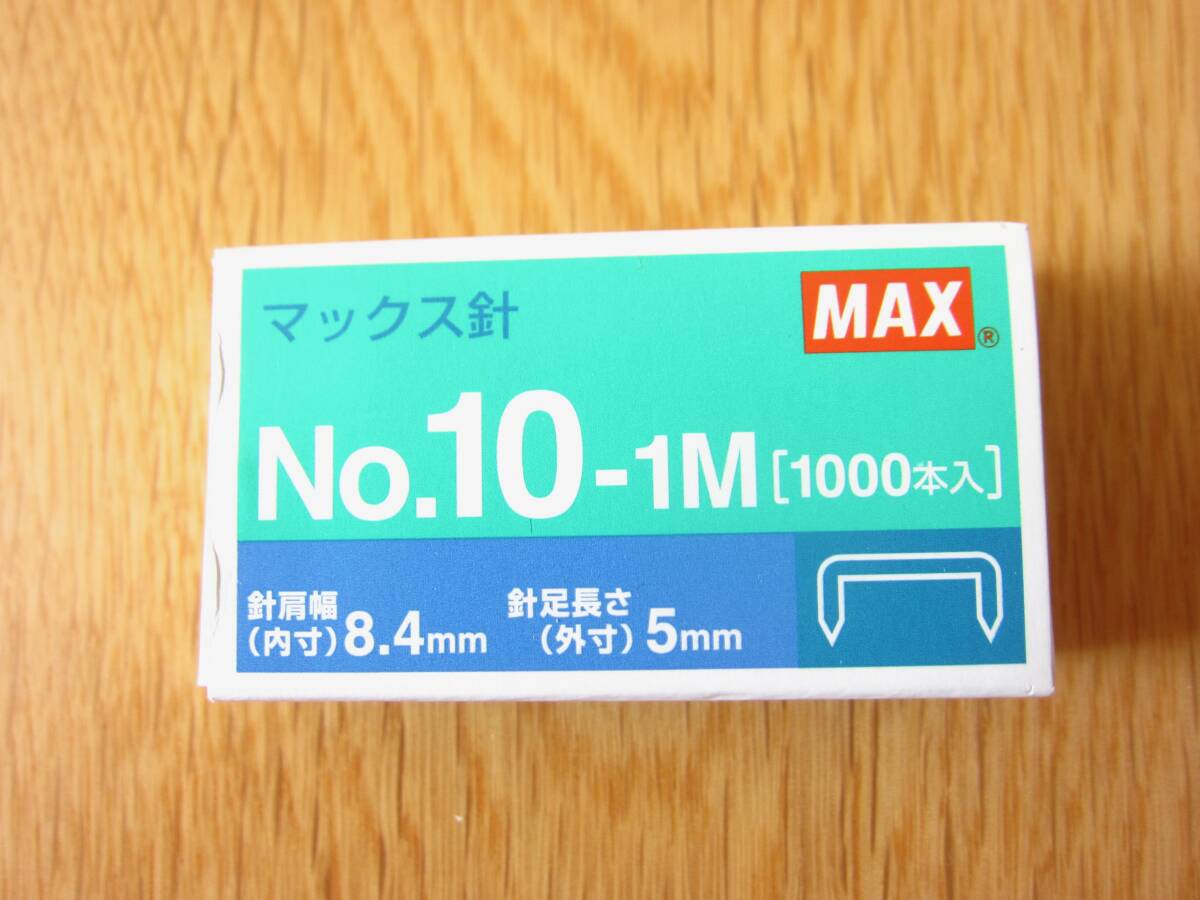 マックス針
MAX®
No.10-1M [1000本入]
針肩幅
(内寸) 8.4mm
針足長さ
(外寸) 5mm